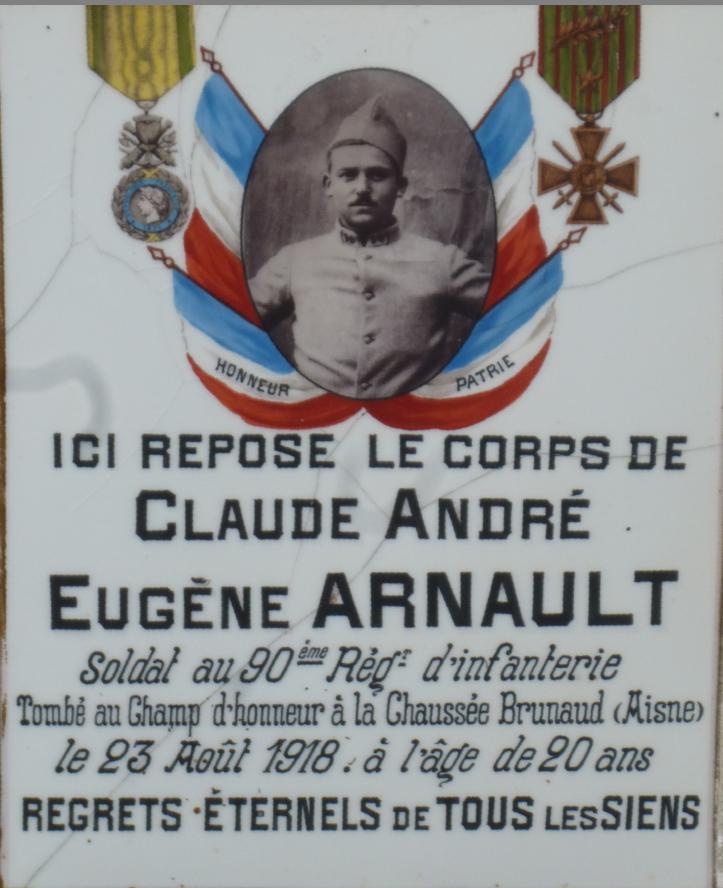 HONNEUR PATRIE
ICI REPOSE LE CORPS DE
CLAUDE ANDRÉ
EUGÈNE ARNAULT
Soldat au 90ème Régt d'infanterie
Tombé au Champ d'honneur à la Chaussée Brunaud (Aisne)
le 23 Août 1918. à l'âge de 20 ans
REGRETS ÉTERNELS DE TOUS LES SIENS